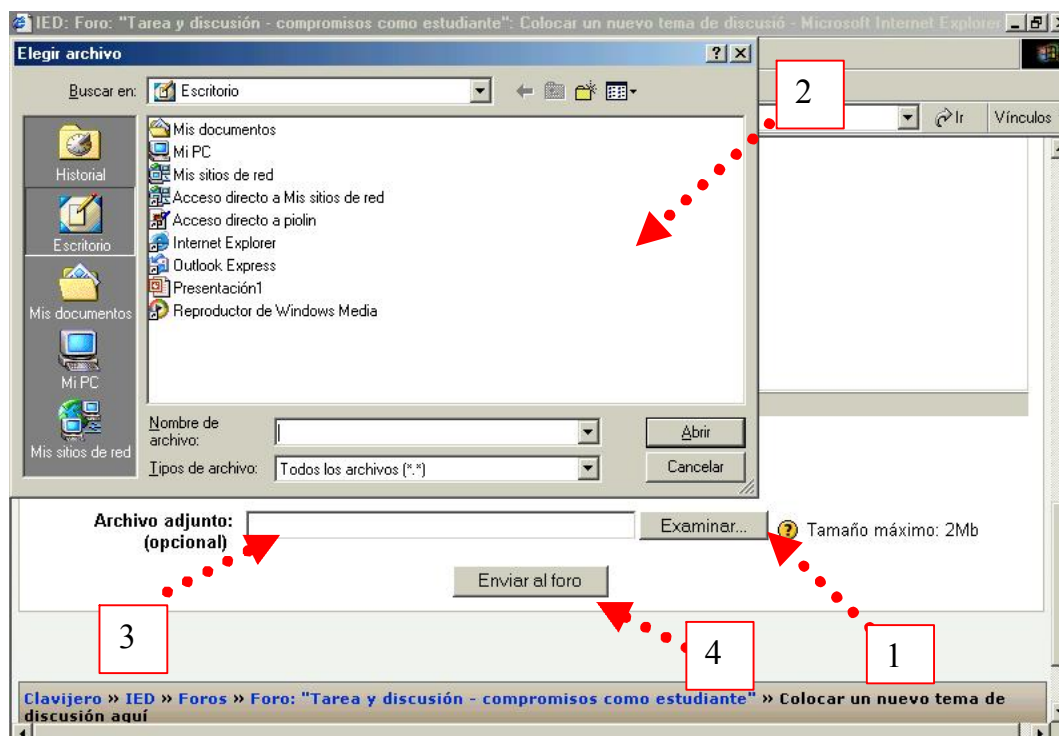 IED: Foro: "Tarea y discusión - compromisos como estudiante": Colocar un nuevo tema de discusió - Microsoft Internet Explorer
Elegir archivo
Buscar en: Escritorio
2
Ir Vínculos
Historial
Escritorio
Mis documentos
Mi PC
Mis sitios de red
Mis documentos
Mi PC
Mis sitios de red
Acceso directo a Mis sitios de red
Acceso directo a piolin
Internet Explorer
Outlook Express
Presentación1
Reproductor de Windows Media
Nombre de
archivo:
Abrir
Tipos de archivo: Todos los archivos (*.*)
Cancelar
Archivo adjunto:
(opcional)
Examinar...
? Tamaño máximo: 2Mb
Enviar al foro
3
4
1
Clavijero » IED » Foros » Foro: "Tarea y discusión - compromisos como estudiante" » Colocar un nuevo tema de
discusión aquí